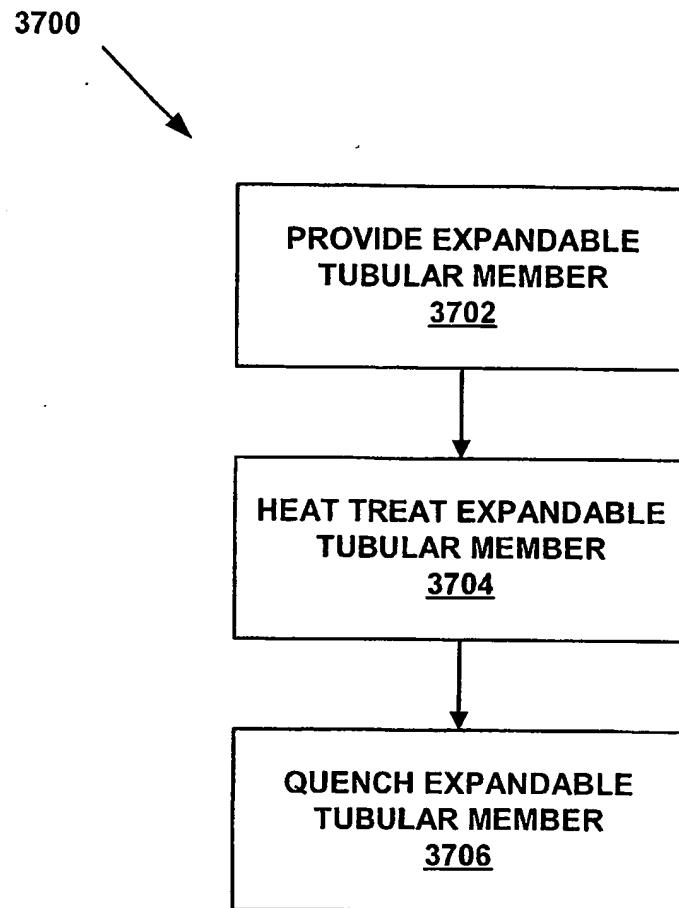 3700
PROVIDE EXPANDABLE
TUBULAR MEMBER
3702
HEAT TREAT EXPANDABLE
TUBULAR MEMBER
3704
QUENCH EXPANDABLE
TUBULAR MEMBER
3706